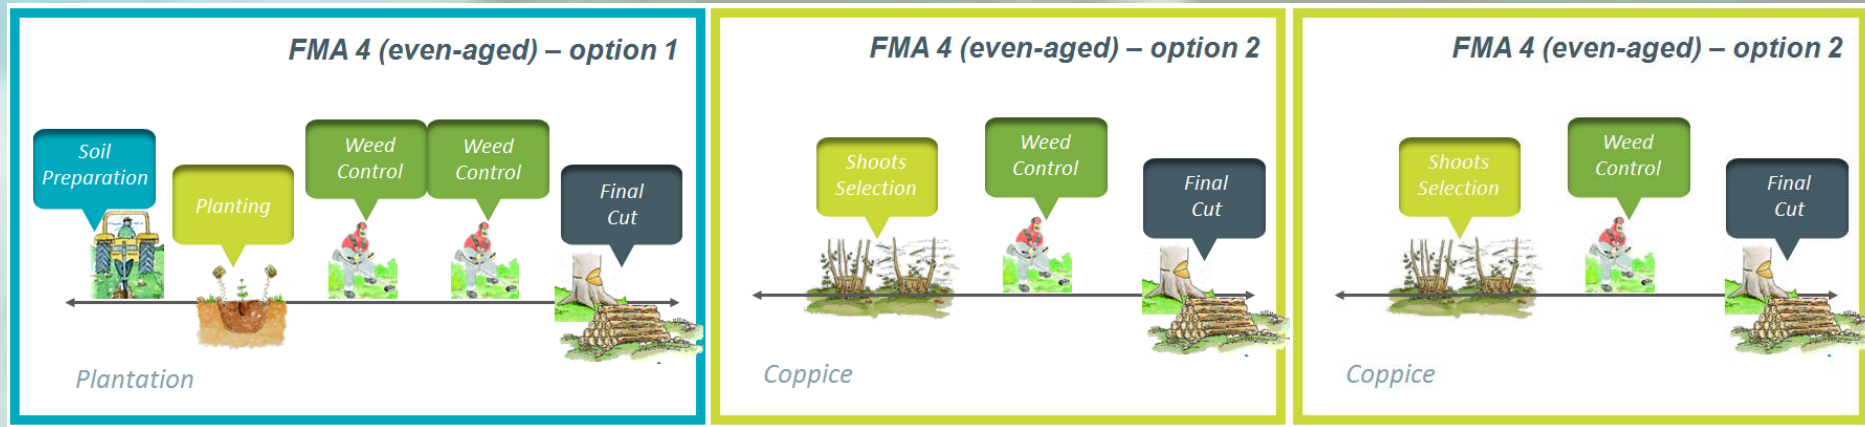 FMA 4 (even-aged) – option 1
Soil
Preparation
Planting
Weed
Control
Weed
Control
Final
Cut
Plantation
FMA 4 (even-aged) – option 2
Shoots
Selection
Weed
Control
Final
Cut
Coppice
FMA 4 (even-aged) – option 2
Shoots
Selection
Weed
Control
Final
Cut
Coppice